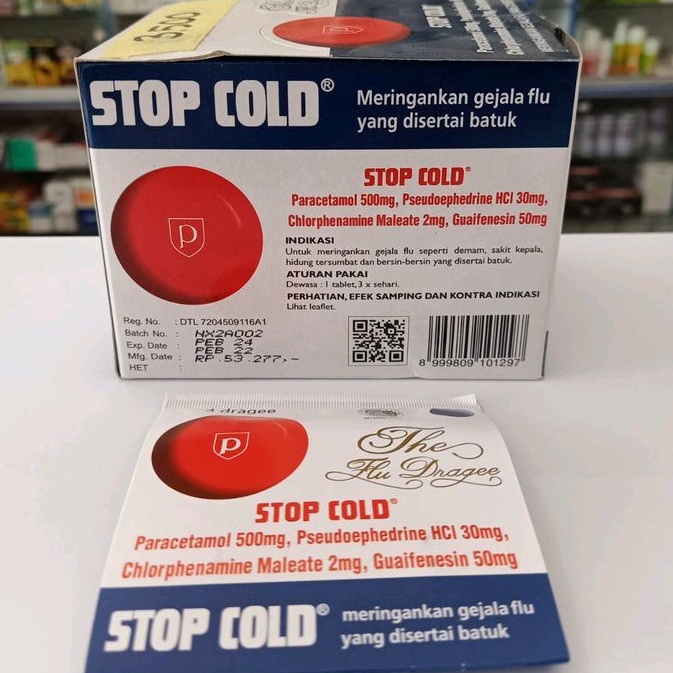 3500
STOP COLD
STOP COLD® Meringankan gejala flu
yang disertai batuk
STOP COLD®
Paracetamol 500mg, Pseudoephedrine HCl 30mg,
Chlorphenamine Maleate 2mg, Guaifenesin 50mg
P
INDIKASI
Untuk meringankan gejala flu seperti demam, sakit kepala,
hidung tersumbat dan bersin-bersin yang disertai batuk.
ATURAN PAKAI
Dewasa : 1 tablet, 3 x sehari.
PERHATIAN, EFEK SAMPING DAN KONTRA INDIKASI
Lihat leaflet.
Reg. No. : DTL 7204509116A1
Batch No. : NX2A002
Exp. Date : PEB 24
Mfg. Date : PEB 22
HET : RP .53.277,-
8 999809 101297
4 dragee
P
The
Flu Dragee
STOP COLD®
Paracetamol 500mg, Pseudoephedrine HCl 30mg,
Chlorphenamine Maleate 2mg, Guaifenesin 50mg
STOP COLD® meringankan gejala flu
yang disertai batuk